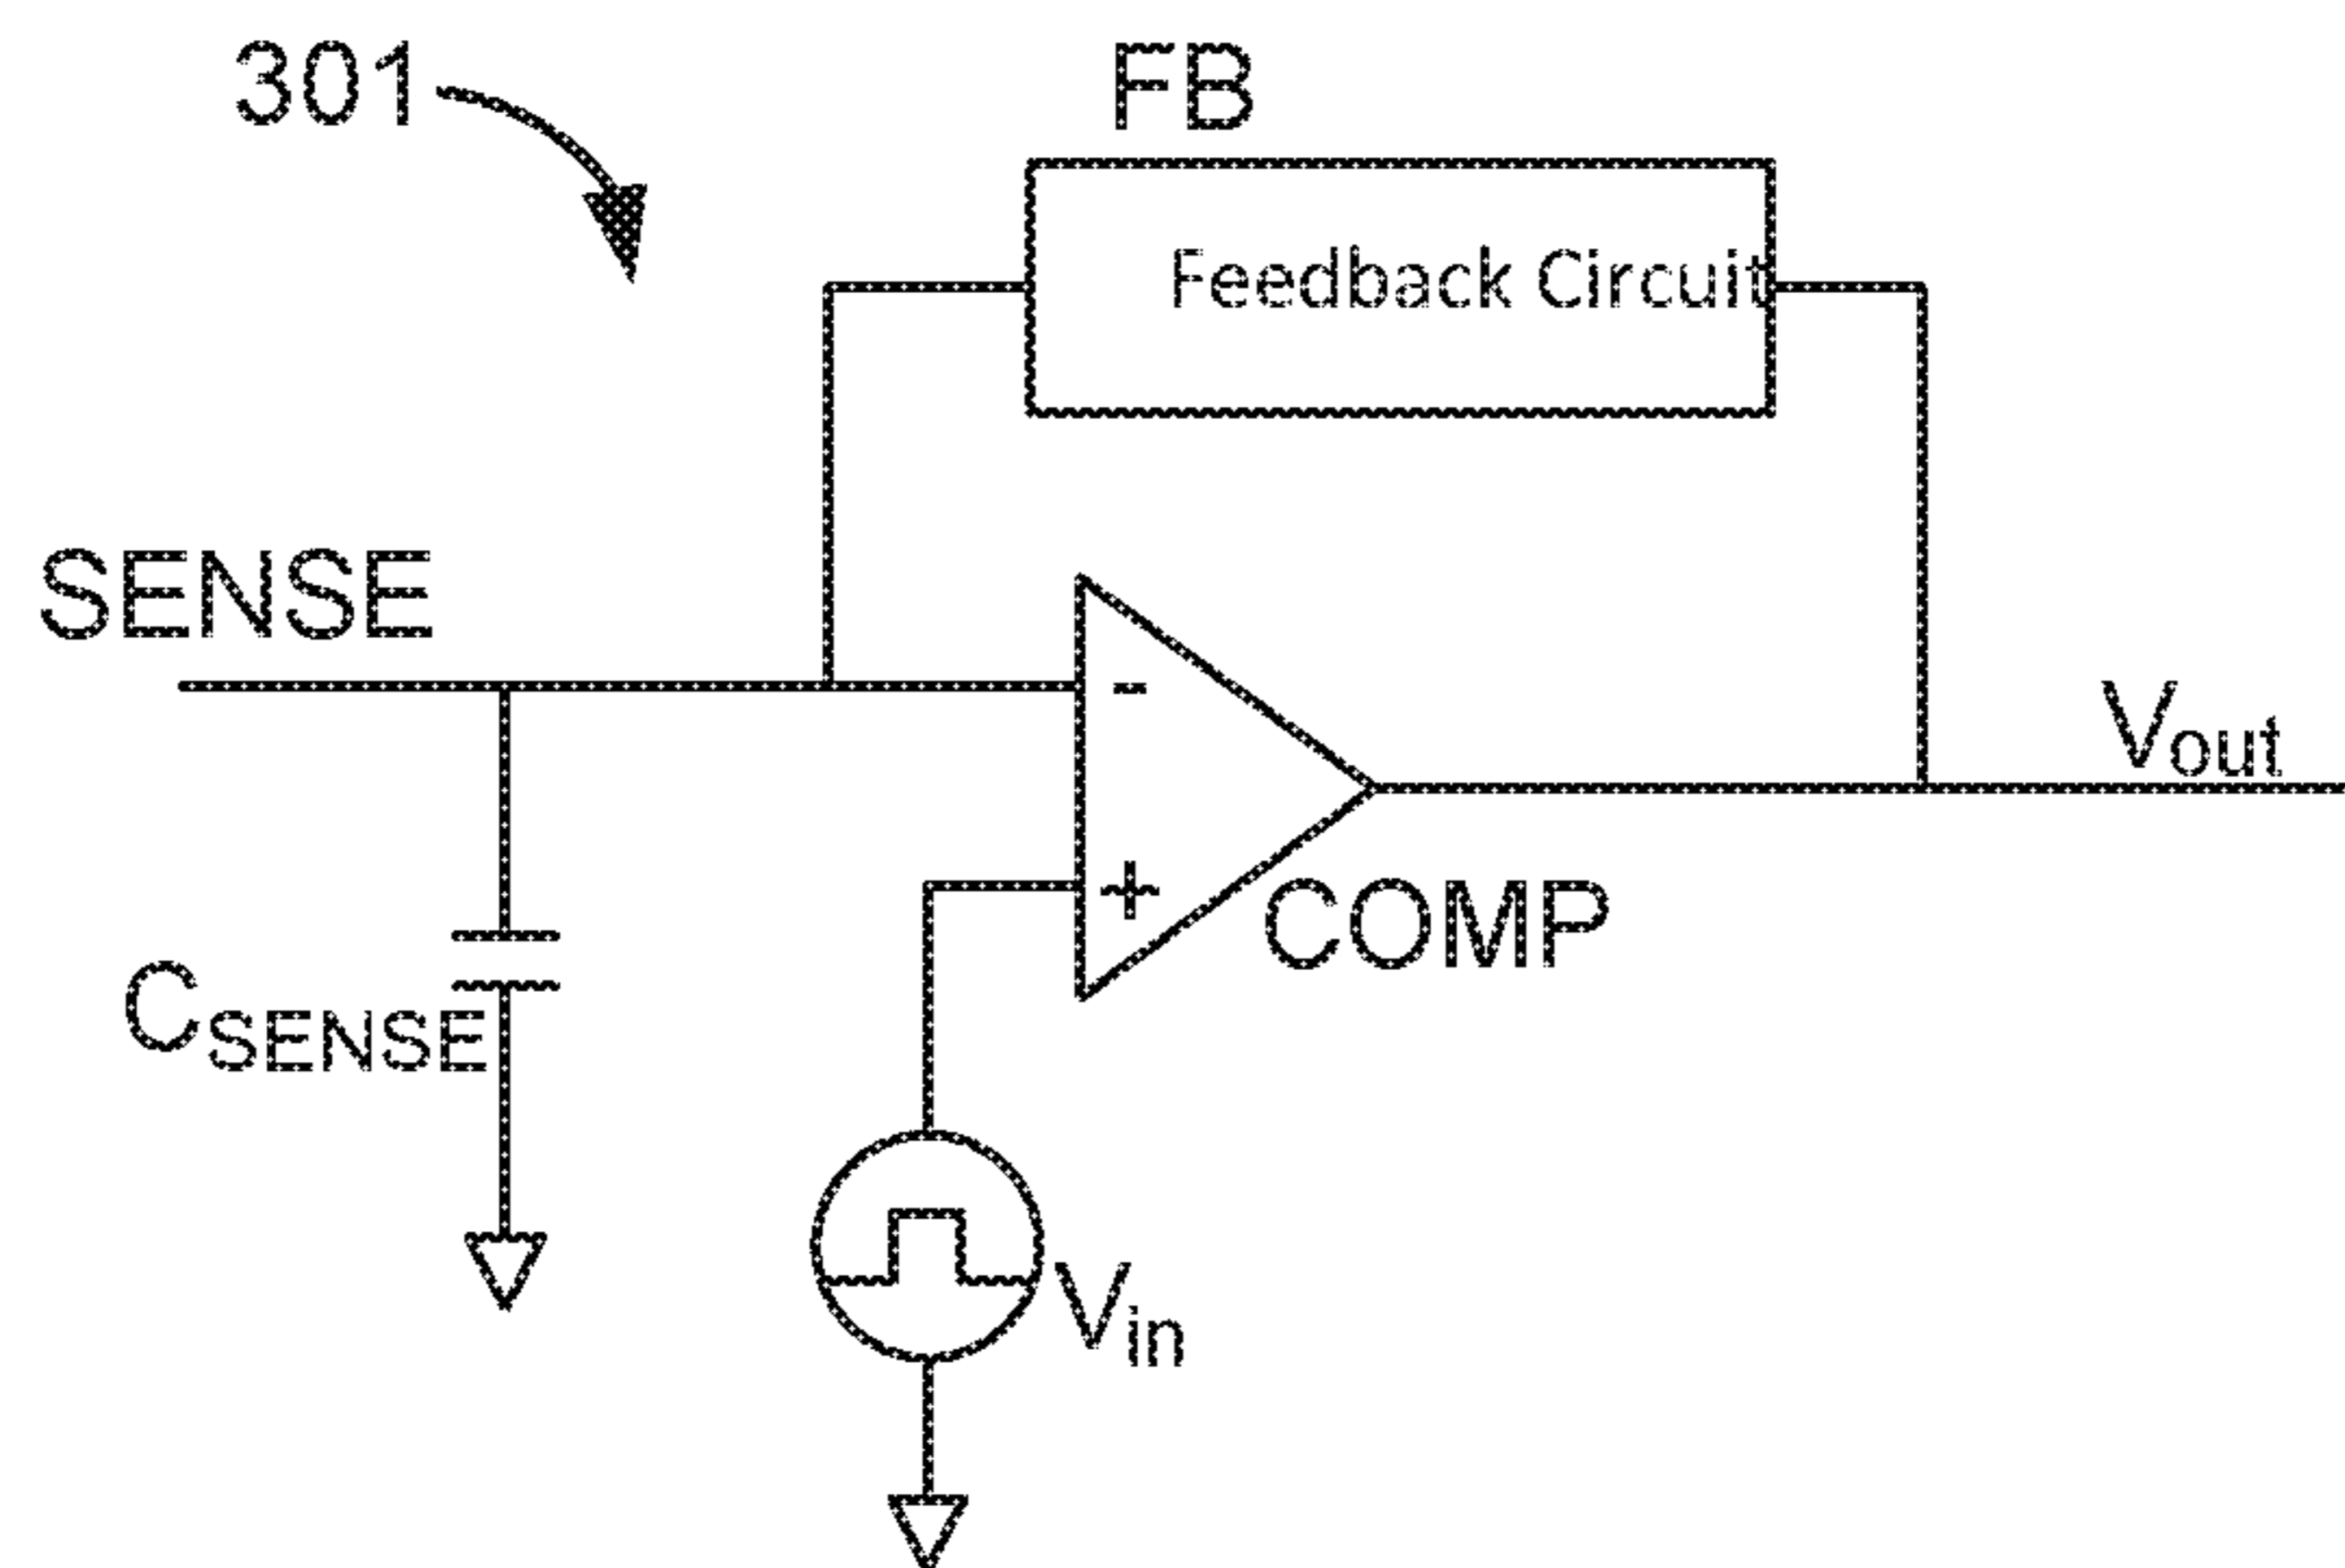 301
FB
Feedback Circuit
SENSE
-
Vout
+
COMP
CSENSE
Vin